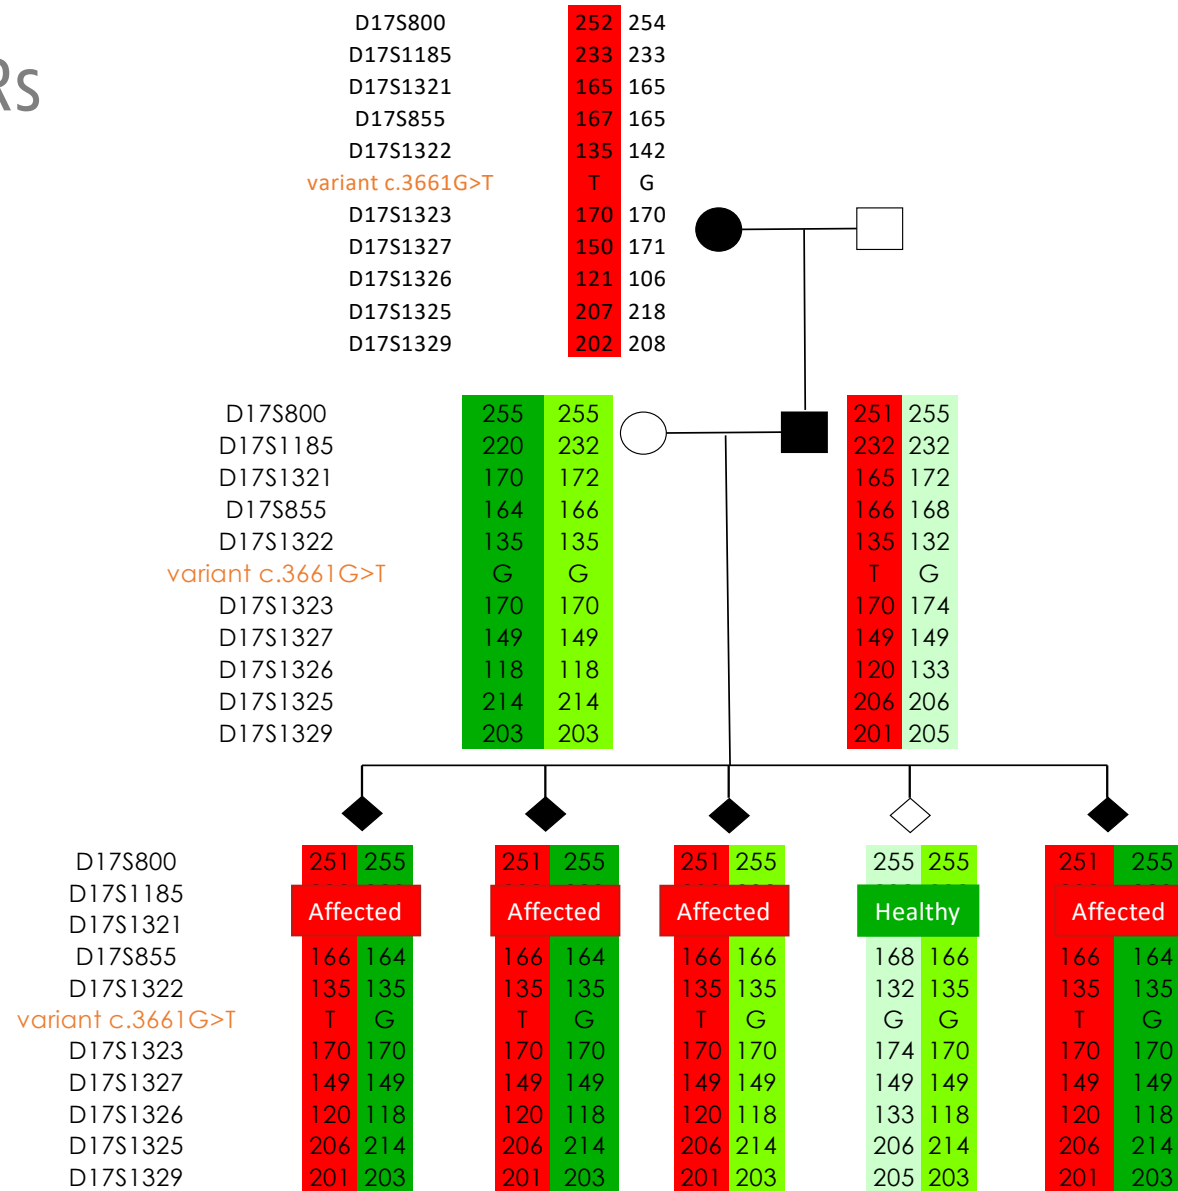 Rs
D17S800 252 254
D17S1185 233 233
D17S1321 165 165
D17S855 167 165
D17S1322 135 142
variant c.3661G>T T G
D17S1323 170 170
D17S1327 150 171
D17S1326 121 106
D17S1325 207 218
D17S1329 202 208
D17S800 255 255 251 255
D17S1185 220 232 232 232
D17S1321 170 172 165 172
D17S855 164 166 166 168
D17S1322 135 135 135 132
variant c.3661G>T G G T G
D17S1323 170 170 170 174
D17S1327 149 149 149 149
D17S1326 118 118 120 133
D17S1325 214 214 206 206
D17S1329 203 203 201 205
D17S800 251 255 251 255 251 255 255 255 251 255
D17S1185
Affected Affected Affected Healthy Affected
D17S1321
D17S855 166 164 166 164 166 166 168 166 166 164
D17S1322 135 135 135 135 135 135 132 135 135 135
variant c.3661G>T T G T G T G G G T G
D17S1323 170 170 170 170 170 170 174 170 170 170
D17S1327 149 149 149 149 149 149 149 149 149 149
D17S1326 120 118 120 118 120 118 133 118 120 118
D17S1325 206 214 206 214 206 214 206 214 206 214
D17S1329 201 203 201 203 201 203 205 203 201 203